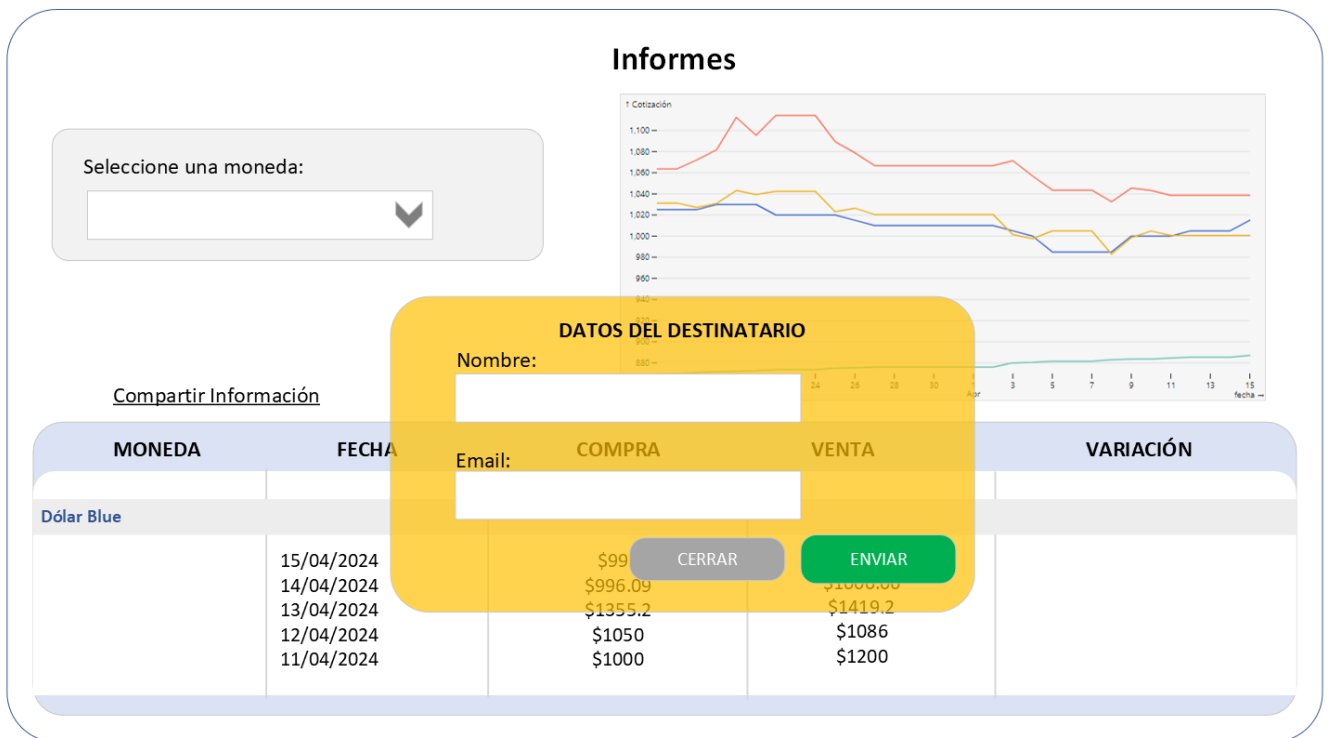 Informes
↑ Cotización
1,100
1,080
1,060
1,040
1,020
1,000
980
960
940
920
900
880
24 26 28 30 1 3 5 7 9 11 13 15
Apr
fecha →
Seleccione una moneda:
Compartir Información
DATOS DEL DESTINATARIO
Nombre:
Email:
CERRAR ENVIAR
MONEDA FECHA COMPRA VENTA VARIACIÓN
Dólar Blue
15/04/2024 $99
14/04/2024 $996.09
13/04/2024 $1355.2 $1419.2
12/04/2024 $1050 $1086
11/04/2024 $1000 $1200